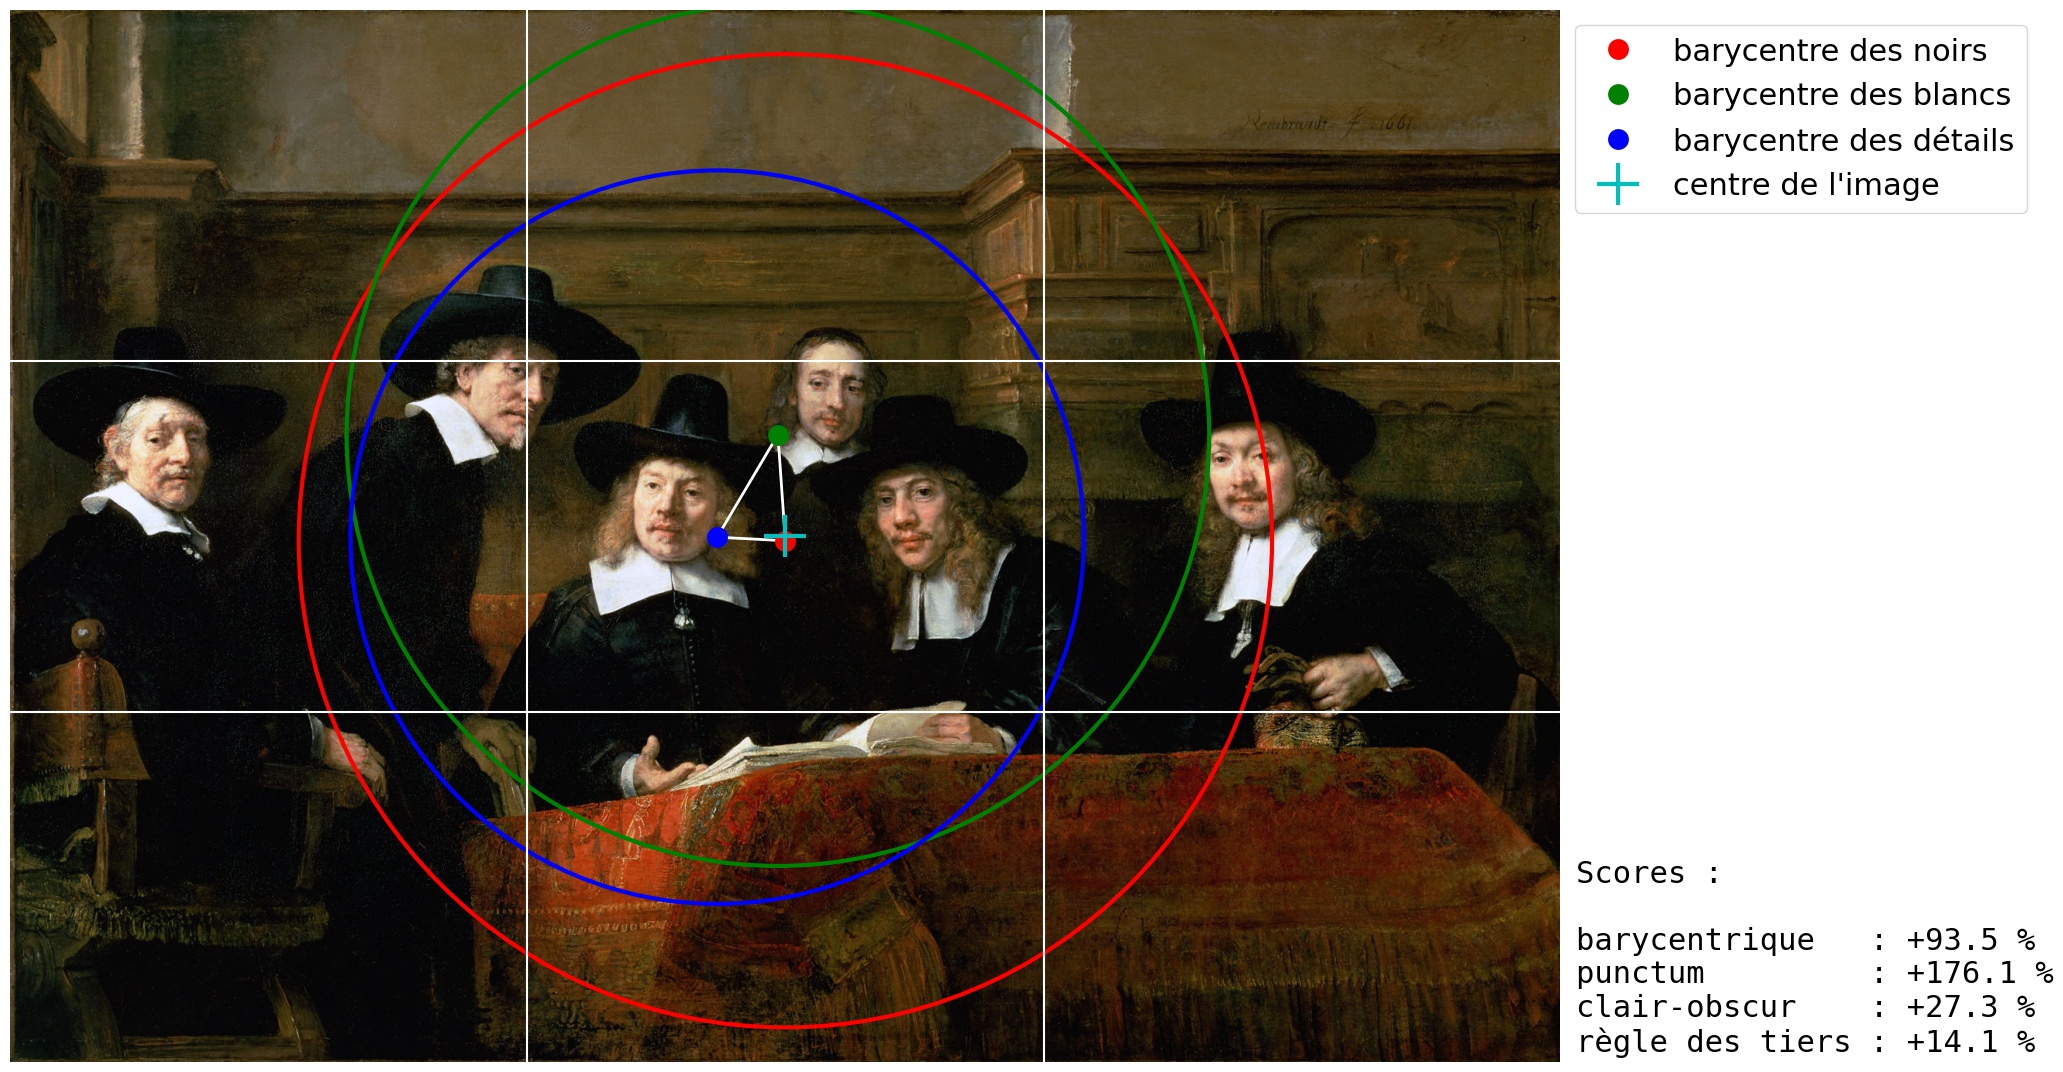 barycentre des noirs
barycentre des blancs
barycentre des détails
centre de l'image
Rembrandt. f. 1661
Scores :
barycentrique : +93.5 %
punctum : +176.1 %
clair-obscur : +27.3 %
règle des tiers : +14.1 %